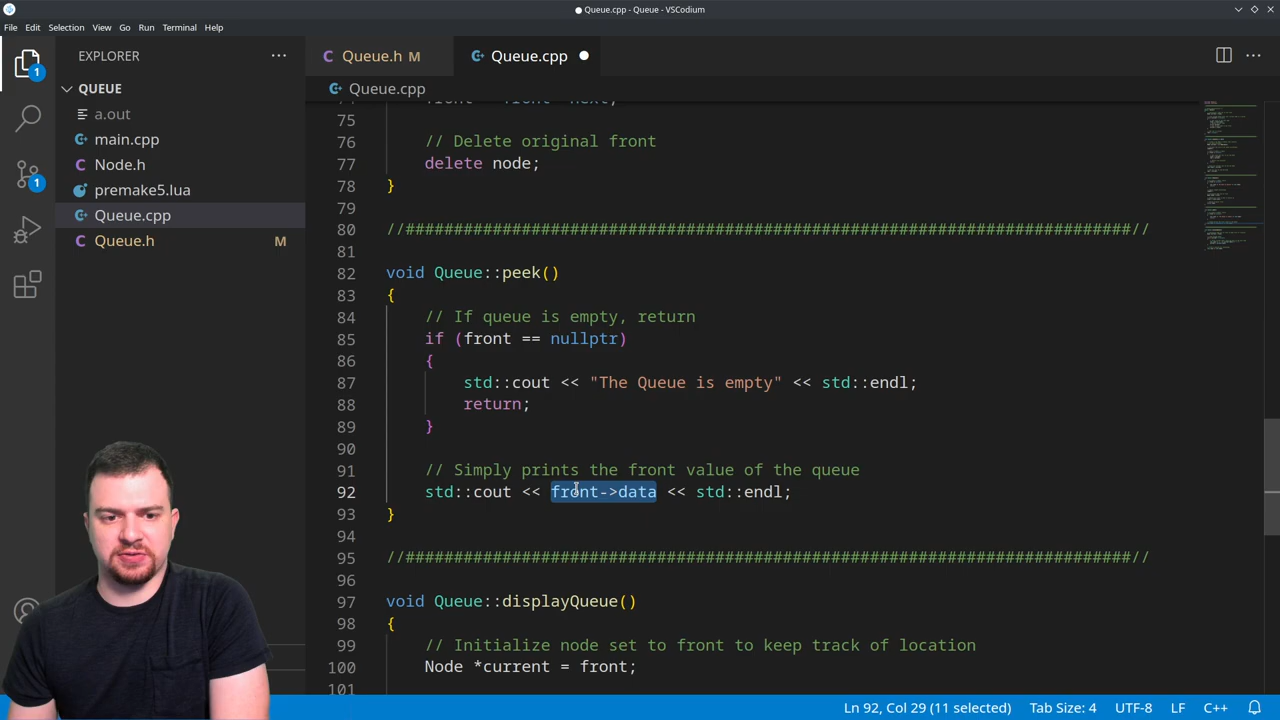 Queue.cpp - Queue - VSCodium
File Edit Selection View Go Run Terminal Help
EXPLORER
Queue.h M
Queue.cpp
QUEUE
Queue.cpp
a.out
main.cpp
Node.h
premake5.lua
Queue.cpp
Queue.h M
1
1
75
76 // Delete original front
77 delete node;
78 }
79
80 //###########################################################################//
81
82 void Queue::peek()
83 {
84 // If queue is empty, return
85 if (front == nullptr)
86 {
87 std::cout << "The Queue is empty" << std::endl;
88 return;
89 }
90
91 // Simply prints the front value of the queue
92 std::cout << front->data << std::endl;
93 }
94
95 //###########################################################################//
96
97 void Queue::displayQueue()
98 {
99 // Initialize node set to front to keep track of location
100 Node *current = front;
101
Ln 92, Col 29 (11 selected) Tab Size: 4 UTF-8 LF C++